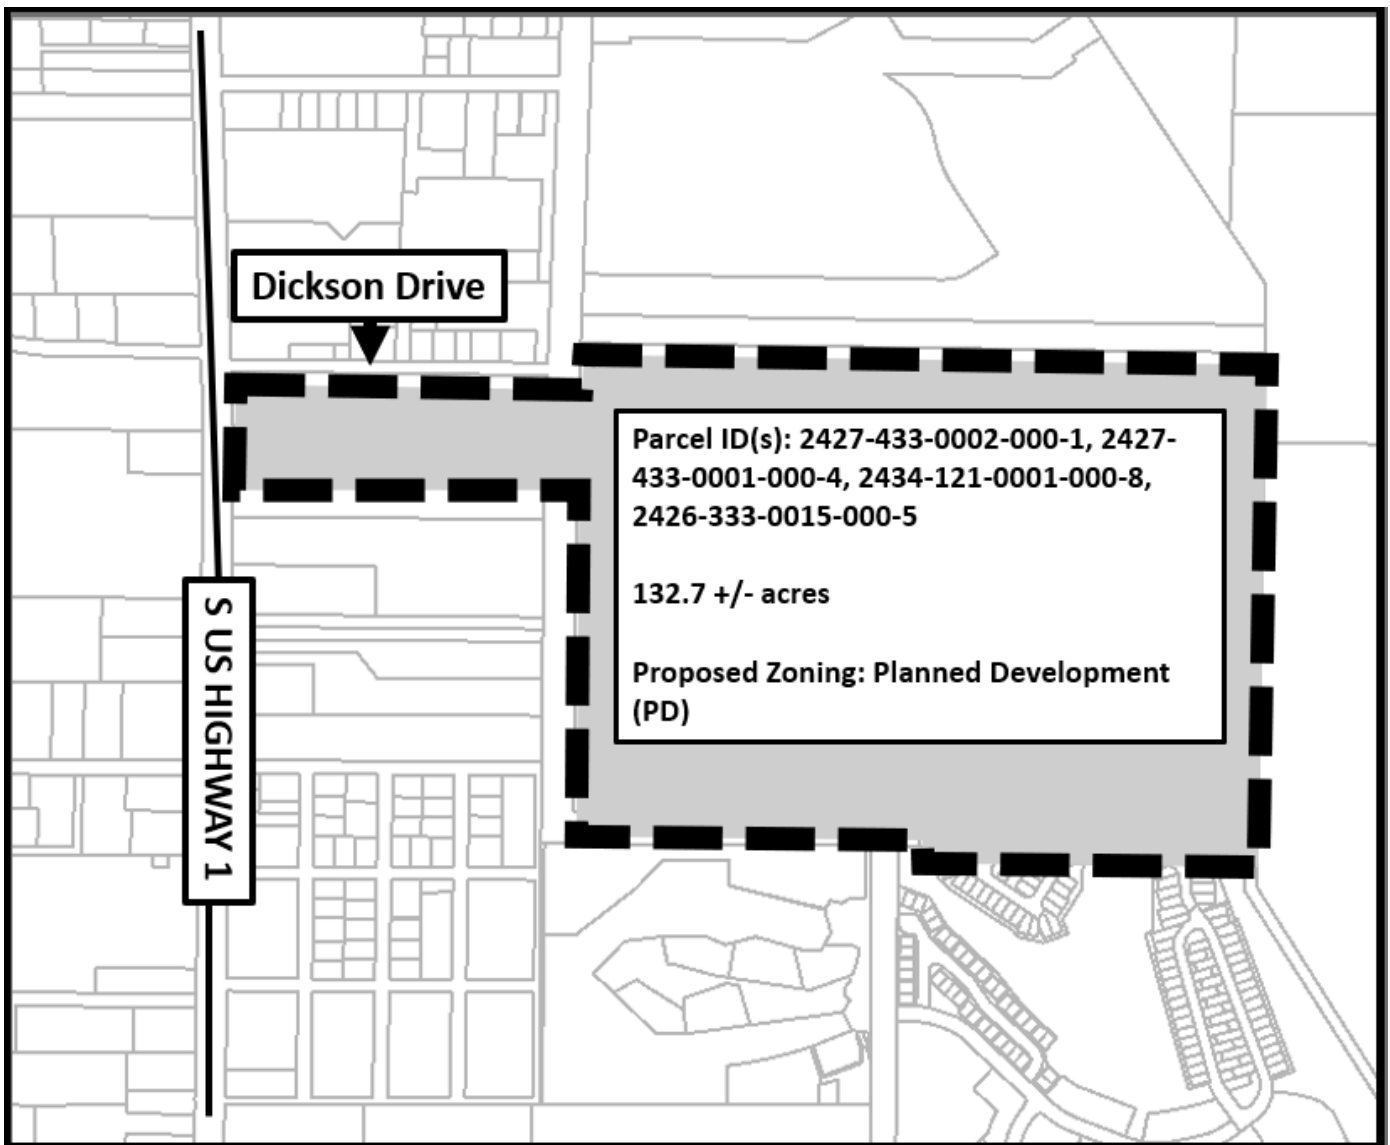 Dickson Drive
Parcel ID(s): 2427-433-0002-000-1, 2427-
433-0001-000-4, 2434-121-0001-000-8,
2426-333-0015-000-5
132.7 +/- acres
Proposed Zoning: Planned Development
(PD)
S US HIGHWAY 1